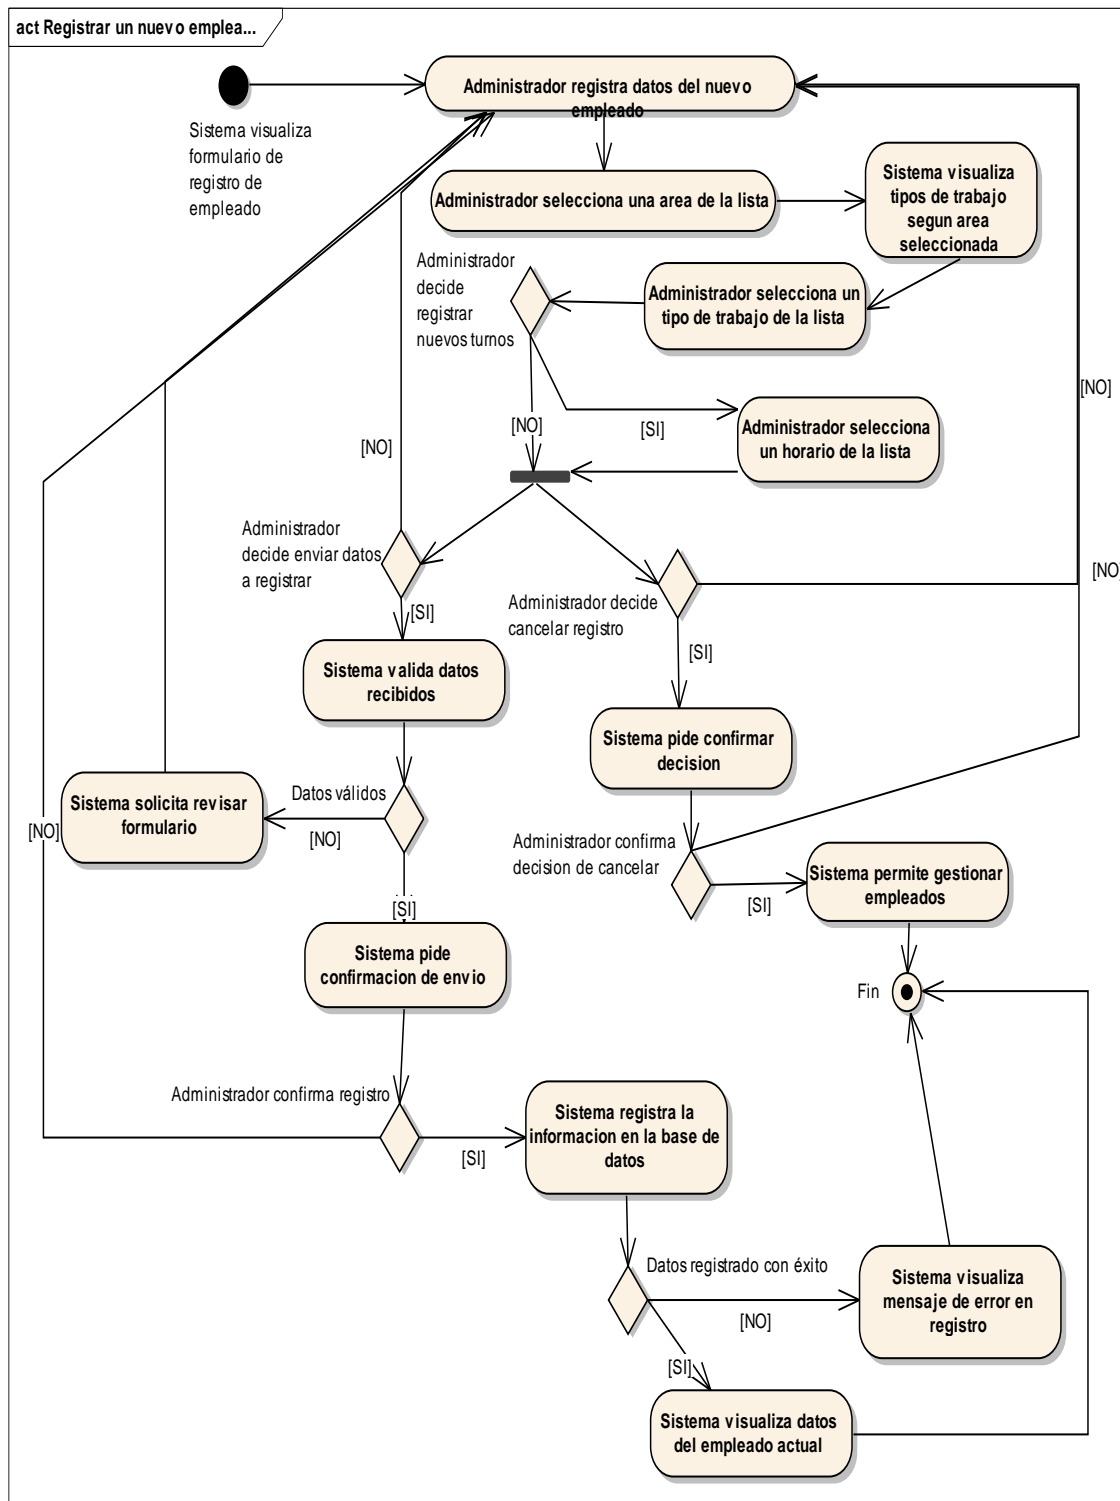 act Registrar un nuevo emplea...
Administrador registra datos del nuevo
empleado
Sistema visualiza
formulario de
registro de
empleado
Administrador selecciona una area de la lista
Sistema visualiza
tipos de trabajo
segun area
seleccionada
Administrador
decide
registrar
nuevos turnos
Administrador selecciona un
tipo de trabajo de la lista
[NO]
[NO]
[SI]
Administrador selecciona
un horario de la lista
[NO]
Administrador
decide enviar datos
a registrar
[NO]
Administrador decide
cancelar registro
[SI]
[SI]
Sistema valida datos
recibidos
Sistema pide confirmar
decision
Sistema solicita revisar
formulario
Datos válidos
[NO]
[NO]
Administrador confirma
decision de cancelar
Sistema permite gestionar
empleados
[SI]
[SI]
Sistema pide
confirmacion de envio
Fin
Administrador confirma registro
[SI]
Sistema registra la
informacion en la base de
datos
Datos registrado con éxito
[NO]
Sistema visualiza
mensaje de error en
registro
[SI]
Sistema visualiza datos
del empleado actual